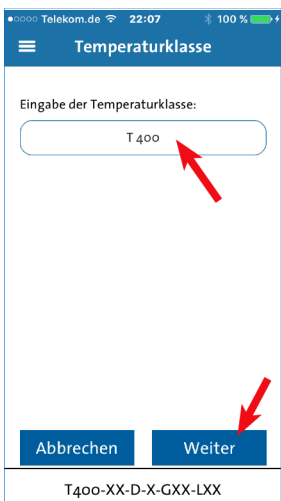 Telekom.de 22:07 100 %
Temperaturklasse
Eingabe der Temperaturklasse:
T 400
Abbrechen Weiter
T400-XX-D-X-GXX-LXX